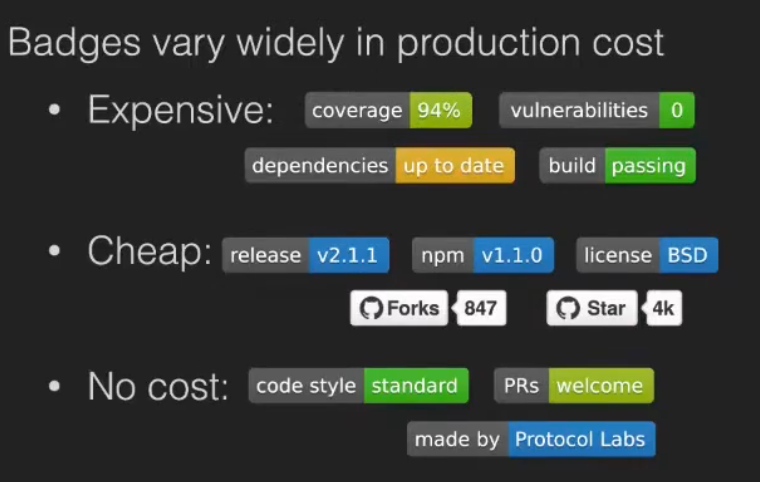 Badges vary widely in production cost
• Expensive: coverage 94% vulnerabilities 0
dependencies up to date build passing
• Cheap: release v2.1.1 npm v1.1.0 license BSD
Forks 847 Star 4k
• No cost: code style standard PRs welcome
made by Protocol Labs